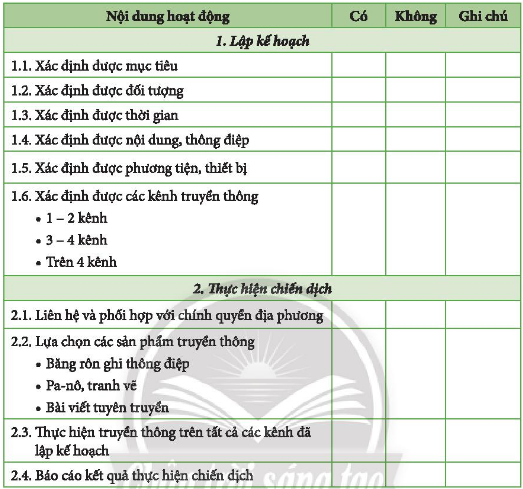 Nội dung hoạt động Có Không Ghi chú
1. Lập kế hoạch
1.1. Xác định được mục tiêu
1.2. Xác định được đối tượng
1.3. Xác định được thời gian
1.4. Xác định được nội dung, thông điệp
1.5. Xác định được phương tiện, thiết bị
1.6. Xác định được các kênh truyền thông
• 1 – 2 kênh
• 3 – 4 kênh
• Trên 4 kênh
2. Thực hiện chiến dịch
2.1. Liên hệ và phối hợp với chính quyền địa phương
2.2. Lựa chọn các sản phẩm truyền thông
• Băng rôn ghi thông điệp
• Pa-nô, tranh vẽ
• Bài viết tuyên truyền
2.3. Thực hiện truyền thông trên tất cả các kênh đã
lập kế hoạch
2.4. Báo cáo kết quả thực hiện chiến dịch
Chân trời sáng tạo